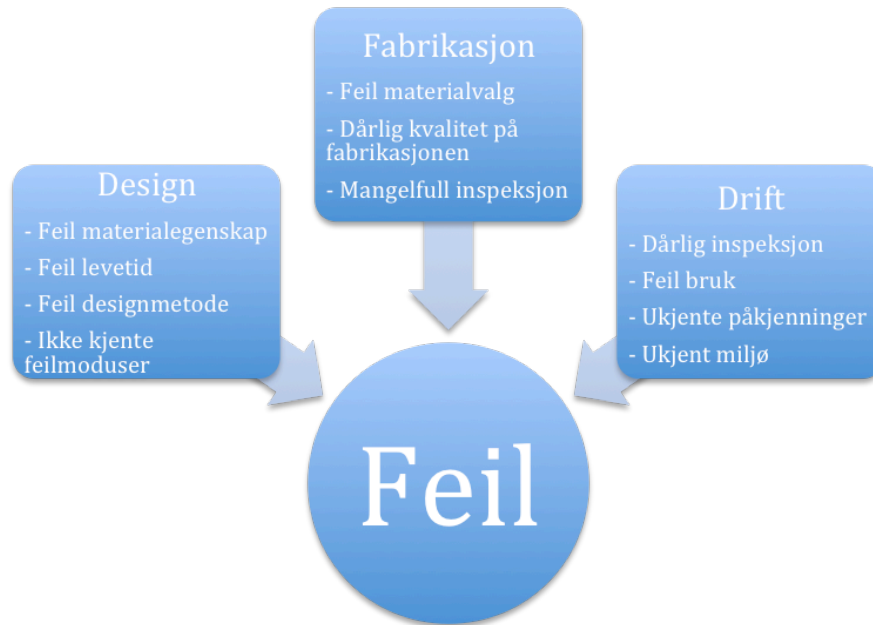 Fabrikasjon
- Feil materialvalg
- Dårlig kvalitet på
fabrikasjonen
- Mangelfull inspeksjon
Design
- Feil materialegenskap
- Feil levetid
- Feil designmetode
- Ikke kjente
feilmoduser
Drift
- Dårlig inspeksjon
- Feil bruk
- Ukjente påkjenninger
- Ukjent miljø
Feil